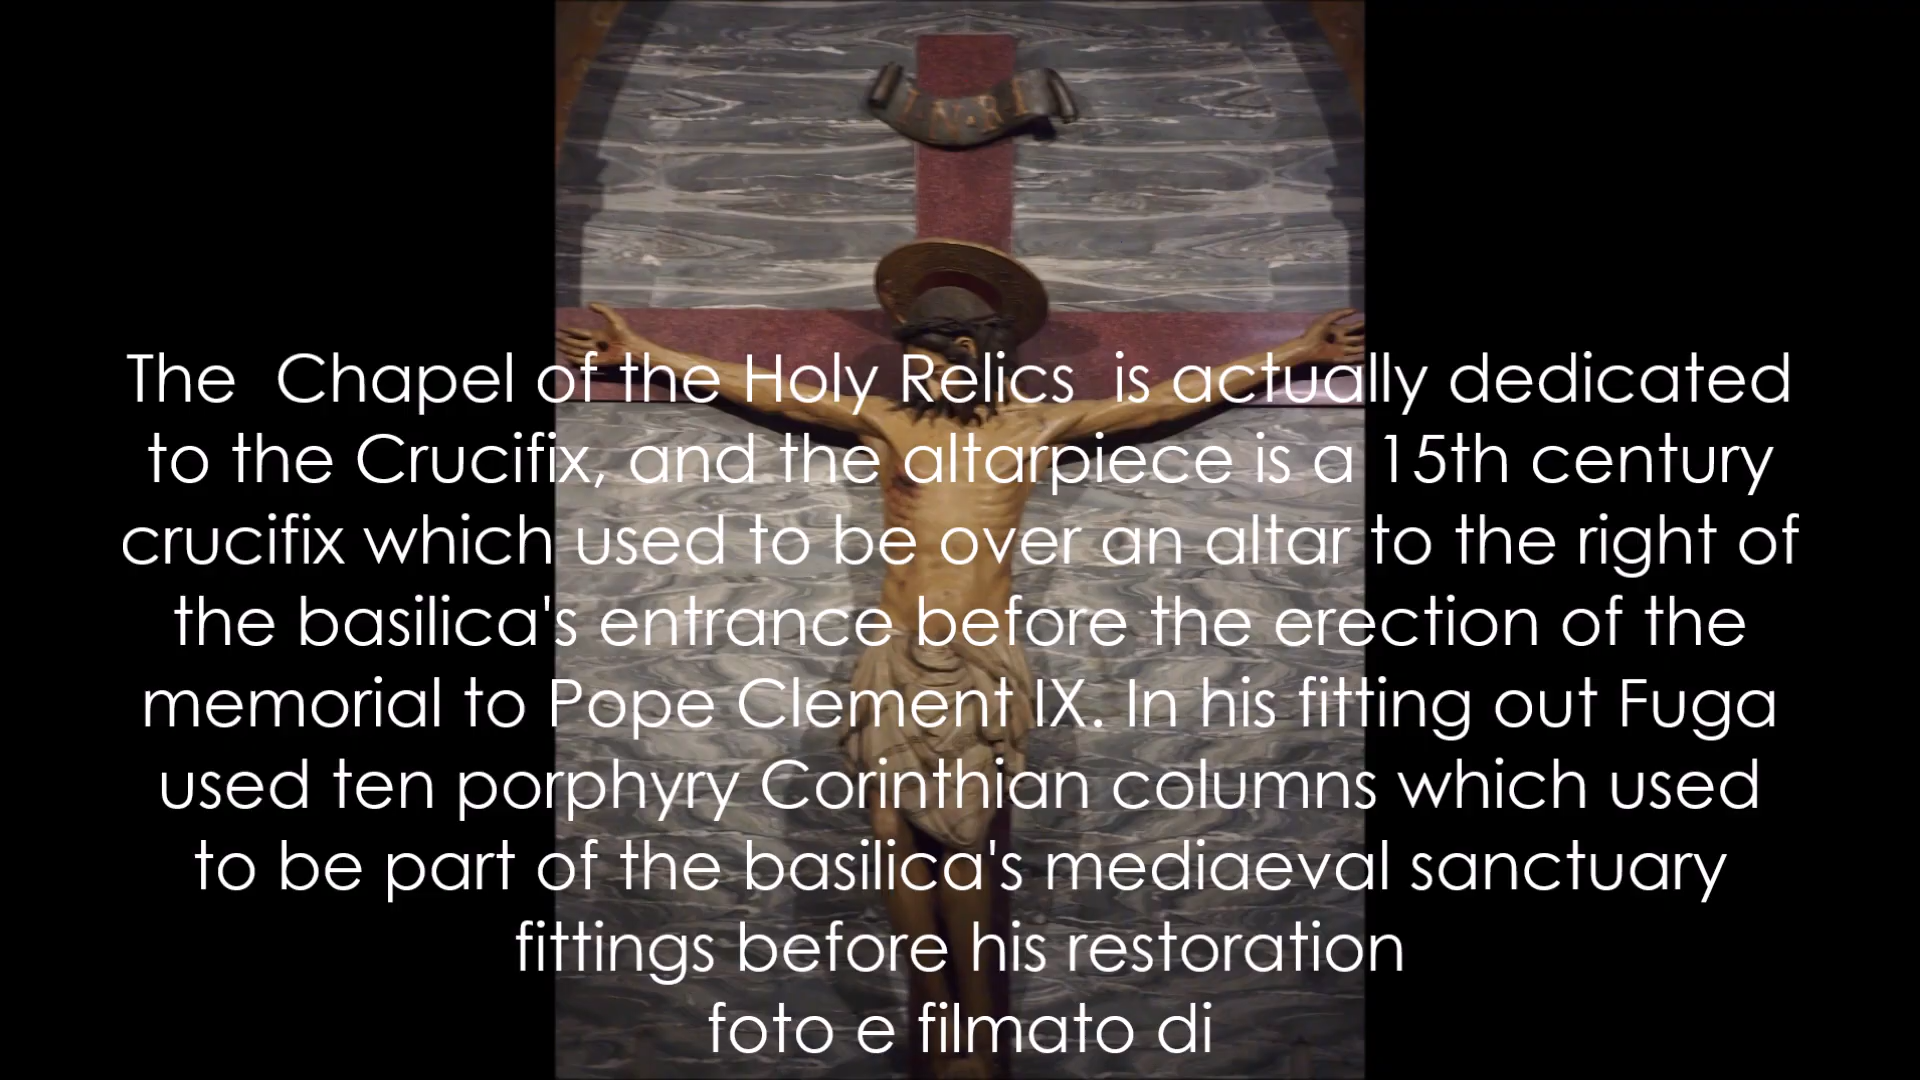 I·N·R·I
The Chapel of the Holy Relics is actually dedicated
to the Crucifix, and the altarpiece is a 15th century
crucifix which used to be over an altar to the right of
the basilica's entrance before the erection of the
memorial to Pope Clement IX. In his fitting out Fuga
used ten porphyry Corinthian columns which used
to be part of the basilica's mediaeval sanctuary
fittings before his restoration
foto e filmato di